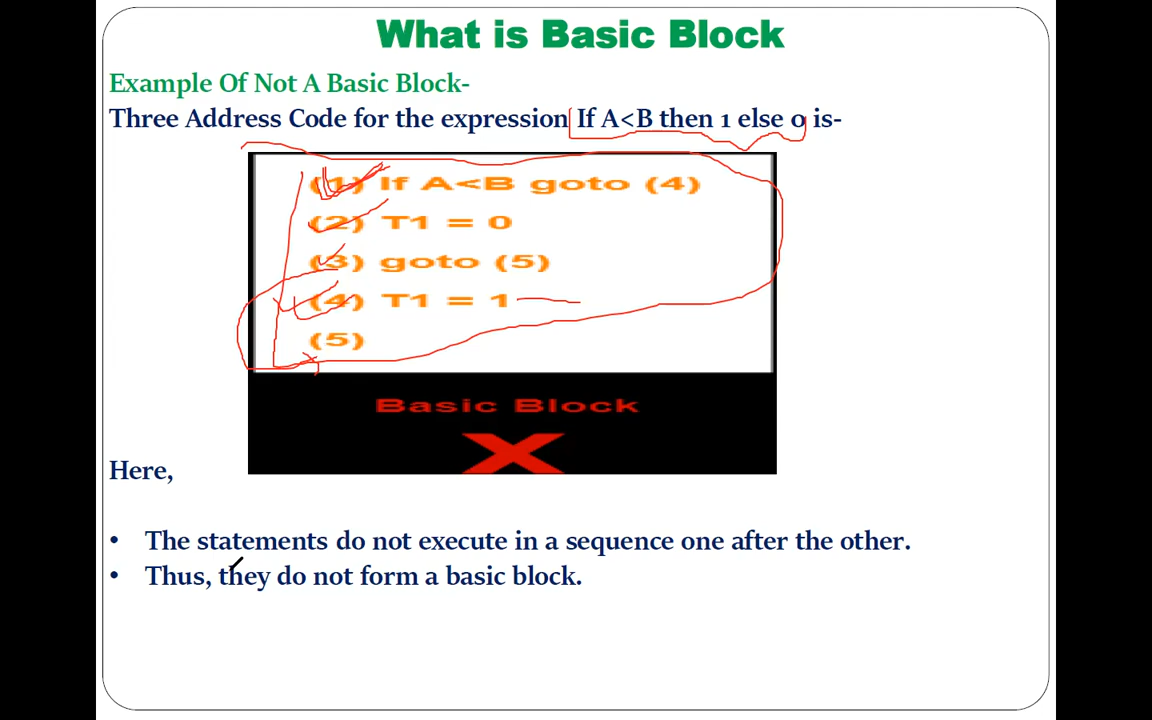 What is Basic Block
Example Of Not A Basic Block-
Three Address Code for the expression If A<B then 1 else 0 is-
(1) If A<B goto (4)
(2) T1 = 0
(3) goto (5)
(4) T1 = 1
(5)
Basic Block
X
Here,
• The statements do not execute in a sequence one after the other.
• Thus, they do not form a basic block.